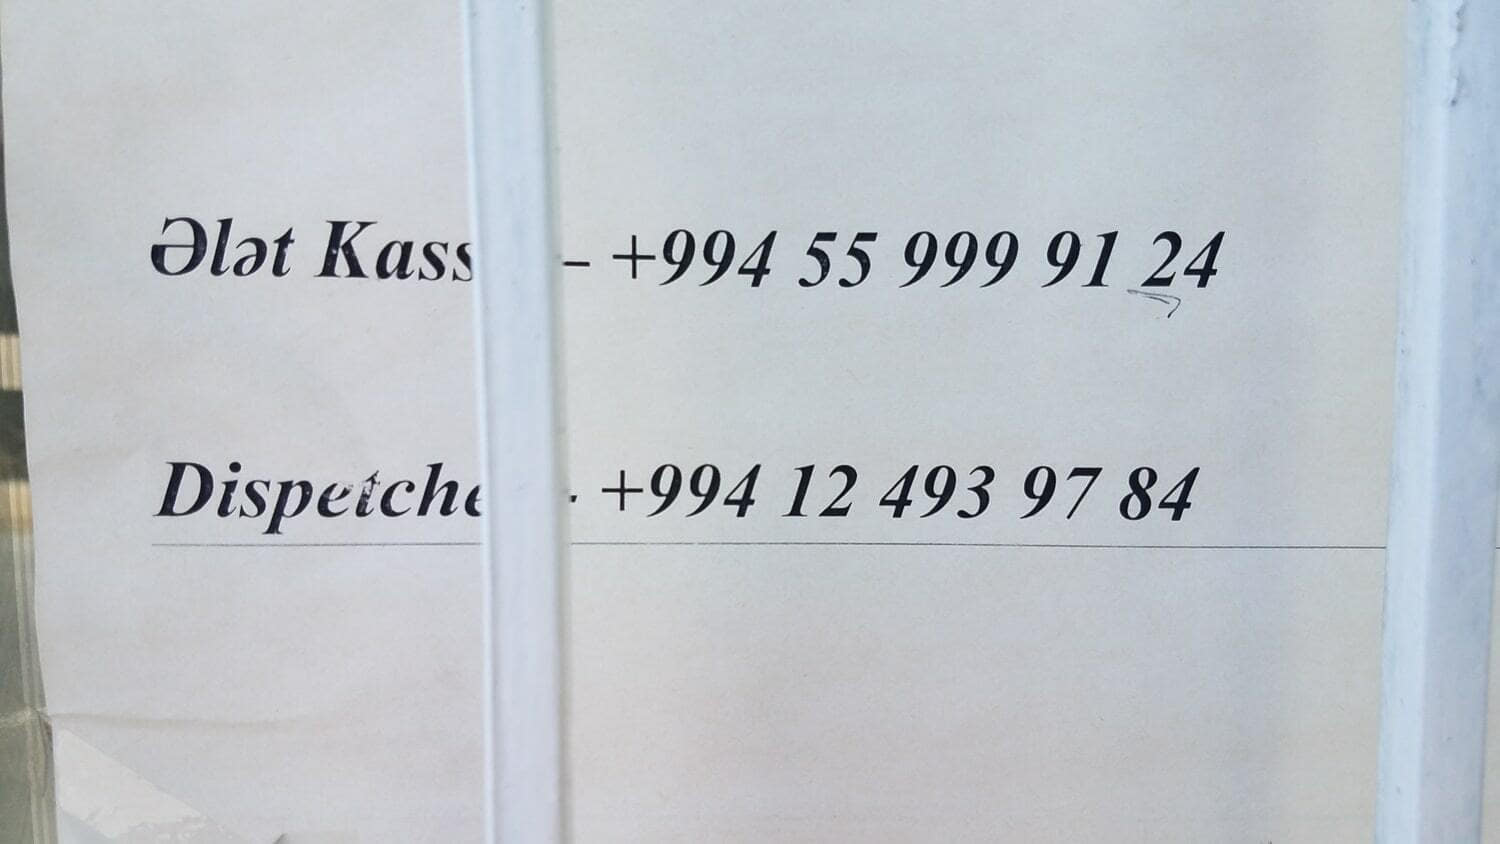 Ələt Kass - +994 55 999 91 24
Dispetche - +994 12 493 97 84